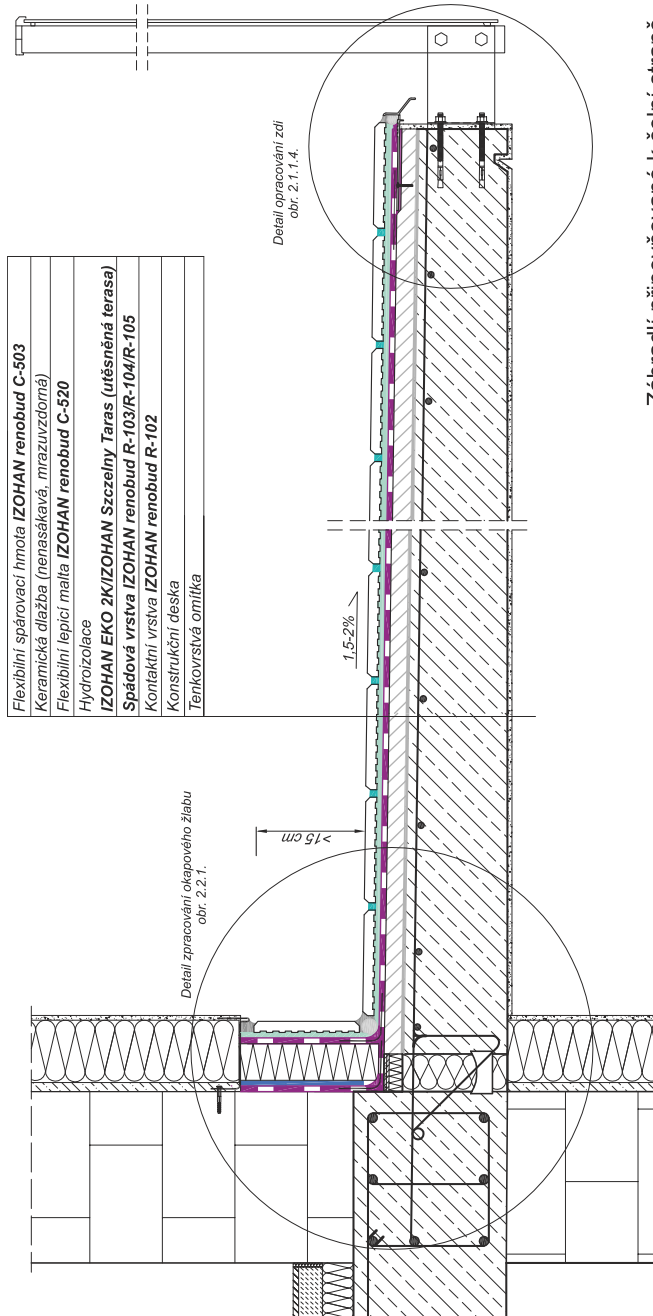 Flexibilní spárovací hmota IZOHAN renobud C-503
Keramická dlažba (nenasákavá, mrazuvzdorná)
Flexibilní lepicí malta IZOHAN renobud C-520
Hydroizolace
IZOHAN EKO 2K/IZOHAN Szczelny Taras (utěsněná terasa)
Spádová vrstva IZOHAN renobud R-103/R-104/R-105
Kontaktní vrstva IZOHAN renobud R-102
Konstrukční deska
Tenkovrstvá omítka
Detail zpracování okapového žlabu
obr. 2.2.1.
>15 cm
1,5-2%
Detail opracování zdi
obr. 2.1.1.4.